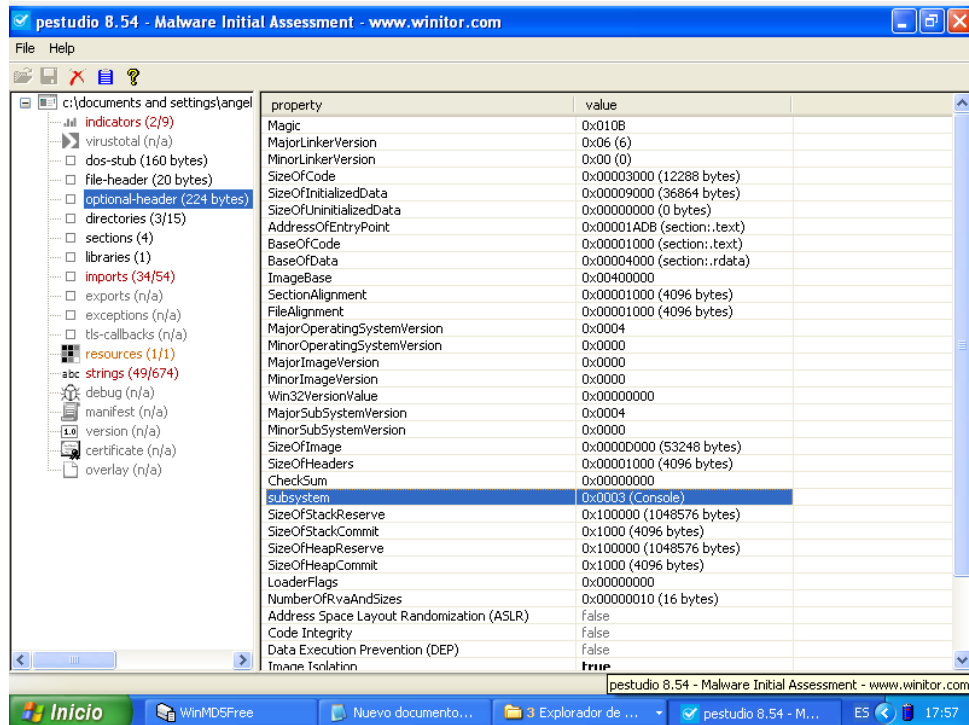 pestudio 8.54 - Malware Initial Assessment - www.winitor.com
File Help
c:\documents and settings\angel
indicators (2/9)
virustotal (n/a)
dos-stub (160 bytes)
file-header (20 bytes)
optional-header (224 bytes)
directories (3/15)
sections (4)
libraries (1)
imports (34/54)
exports (n/a)
exceptions (n/a)
tls-callbacks (n/a)
resources (1/1)
abc strings (49/674)
debug (n/a)
manifest (n/a)
1.0 version (n/a)
certificate (n/a)
overlay (n/a)
property value
Magic 0x010B
MajorLinkerVersion 0x06 (6)
MinorLinkerVersion 0x00 (0)
SizeOfCode 0x00003000 (12288 bytes)
SizeOfInitializedData 0x00009000 (36864 bytes)
SizeOfUninitializedData 0x00000000 (0 bytes)
AddressOfEntryPoint 0x00001ADB (section:.text)
BaseOfCode 0x00001000 (section:.text)
BaseOfData 0x00004000 (section:.rdata)
ImageBase 0x00400000
SectionAlignment 0x00001000 (4096 bytes)
FileAlignment 0x00001000 (4096 bytes)
MajorOperatingSystemVersion 0x0004
MinorOperatingSystemVersion 0x0000
MajorImageVersion 0x0000
MinorImageVersion 0x0000
Win32VersionValue 0x00000000
MajorSubSystemVersion 0x0004
MinorSubSystemVersion 0x0000
SizeOfImage 0x0000D000 (53248 bytes)
SizeOfHeaders 0x00001000 (4096 bytes)
CheckSum 0x00000000
subsystem 0x0003 (Console)
SizeOfStackReserve 0x100000 (1048576 bytes)
SizeOfStackCommit 0x1000 (4096 bytes)
SizeOfHeapReserve 0x100000 (1048576 bytes)
SizeOfHeapCommit 0x1000 (4096 bytes)
LoaderFlags 0x00000000
NumberOfRvaAndSizes 0x00000010 (16 bytes)
Address Space Layout Randomization (ASLR) false
Code Integrity false
Data Execution Prevention (DEP) false
Image Isolation true
pestudio 8.54 - Malware Initial Assessment - www.winitor.com
Inicio WinMD5Free Nuevo documento... 3 Explorador de ... pestudio 8.54 - M... ES 17:57